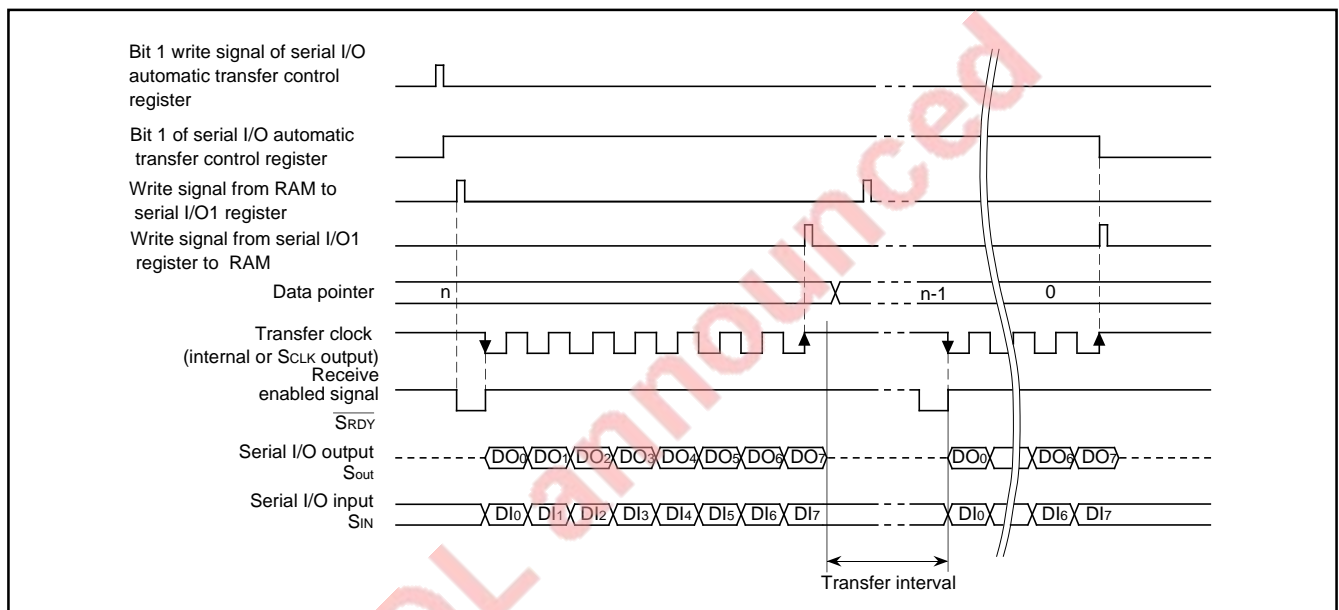 Bit 1 write signal of serial I/O
automatic transfer control
register
Bit 1 of serial I/O automatic
transfer control register
Write signal from RAM to
serial I/O1 register
Write signal from serial I/O1
register to RAM
Data pointer
n
n-1
0
Transfer clock
(internal or SCLK output)
Receive
enabled signal
SRDY
Serial I/O output
Sout
DO0 DO1 DO2 DO3 DO4 DO5 DO6 DO7 DO0 DO6 DO7
Serial I/O input
SIN
DI0 DI1 DI2 DI3 DI4 DI5 DI6 DI7 DI0 DI6 DI7
Transfer interval
OL announced